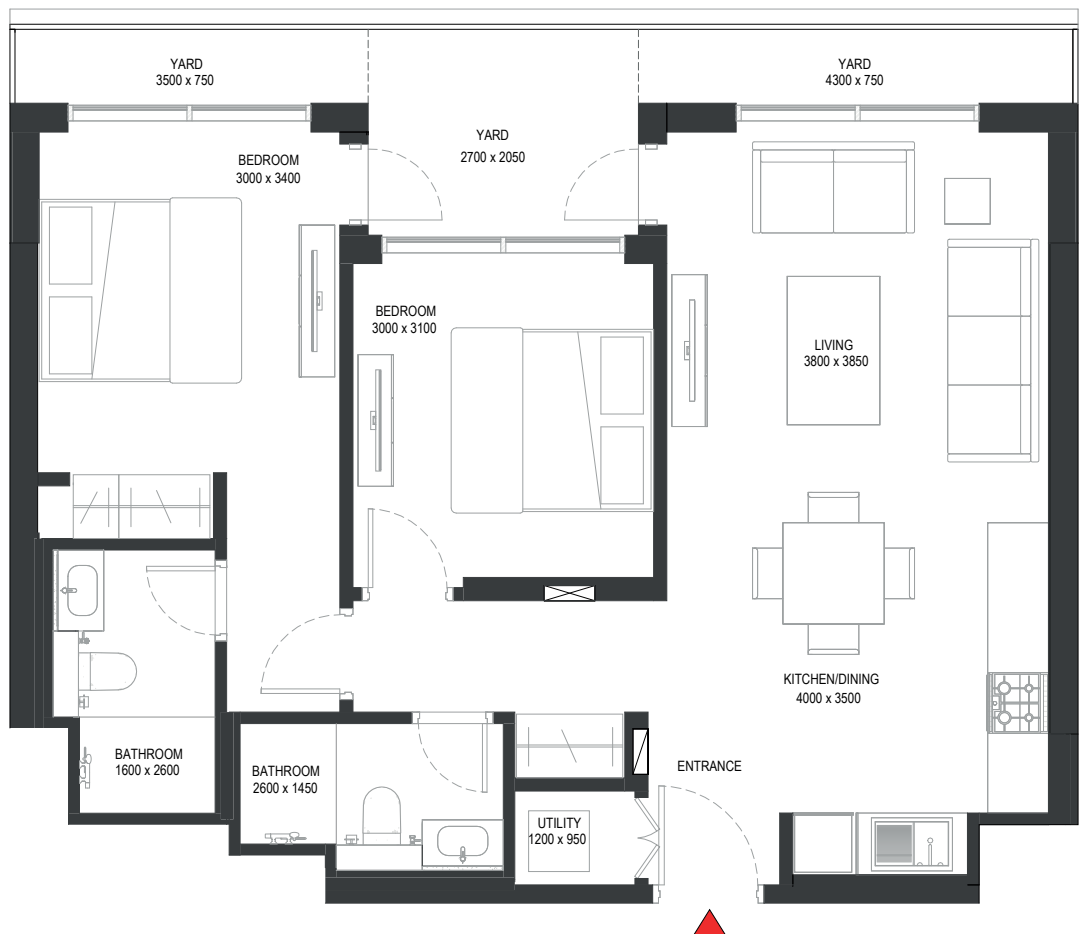 YARD
3500 x 750
YARD
4300 x 750
YARD
2700 x 2050
BEDROOM
3000 x 3400
BEDROOM
3000 x 3100
LIVING
3800 x 3850
KITCHEN/DINING
4000 x 3500
BATHROOM
1600 x 2600
BATHROOM
2600 x 1450
ENTRANCE
UTILITY
1200 x 950